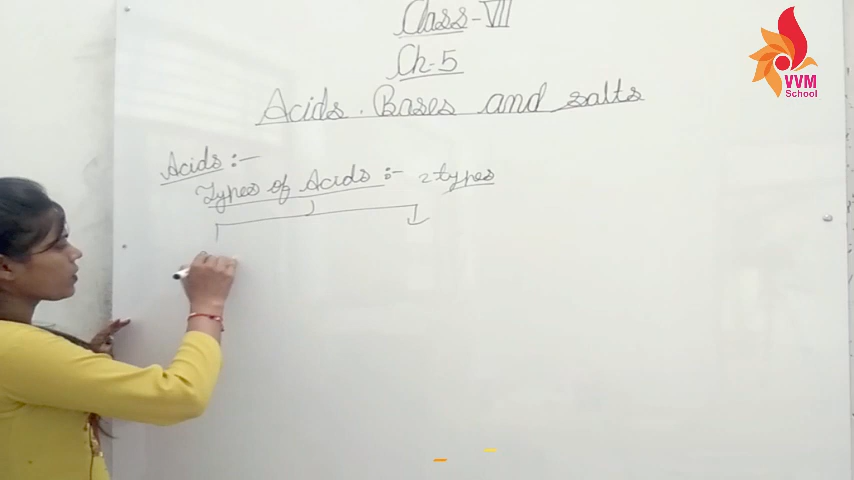 Class-VII
Ch-5
Acids. Bases and salts
Acids :-
Types of Acids :- 2 types
VVM
School